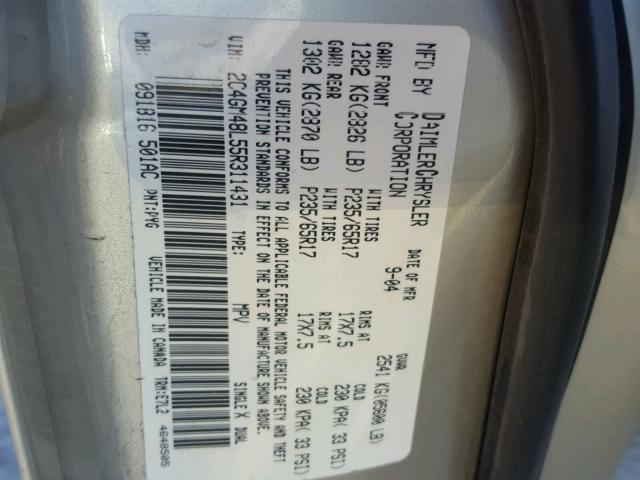 MFD BY DAIMLERCHRYSLER CORPORATION DATE OF MFR 9-04 GVWR 2541 KG(05600 LB)
GAWR FRONT WITH TIRES RIMS AT COLD
1282 KG(2826 LB) P235/65R17 17X7.5 230 KPA( 33 PSI)
GAWR REAR WITH TIRES RIMS AT COLD
1302 KG(2870 LB) P235/65R17 17X7.5 230 KPA( 33 PSI)
THIS VEHICLE CONFORMS TO ALL APPLICABLE FEDERAL MOTOR VEHICLE SAFETY AND THEFT
PREVENTION STANDARDS IN EFFECT ON THE DATE OF MANUFACTURE SHOWN ABOVE.
VIN: 2C4GM48L55R311431 TYPE: MPV SINGLE X DUAL
MDH: 091816 501AC PNT:PYG VEHICLE MADE IN CANADA TRM:E7L2 4648505